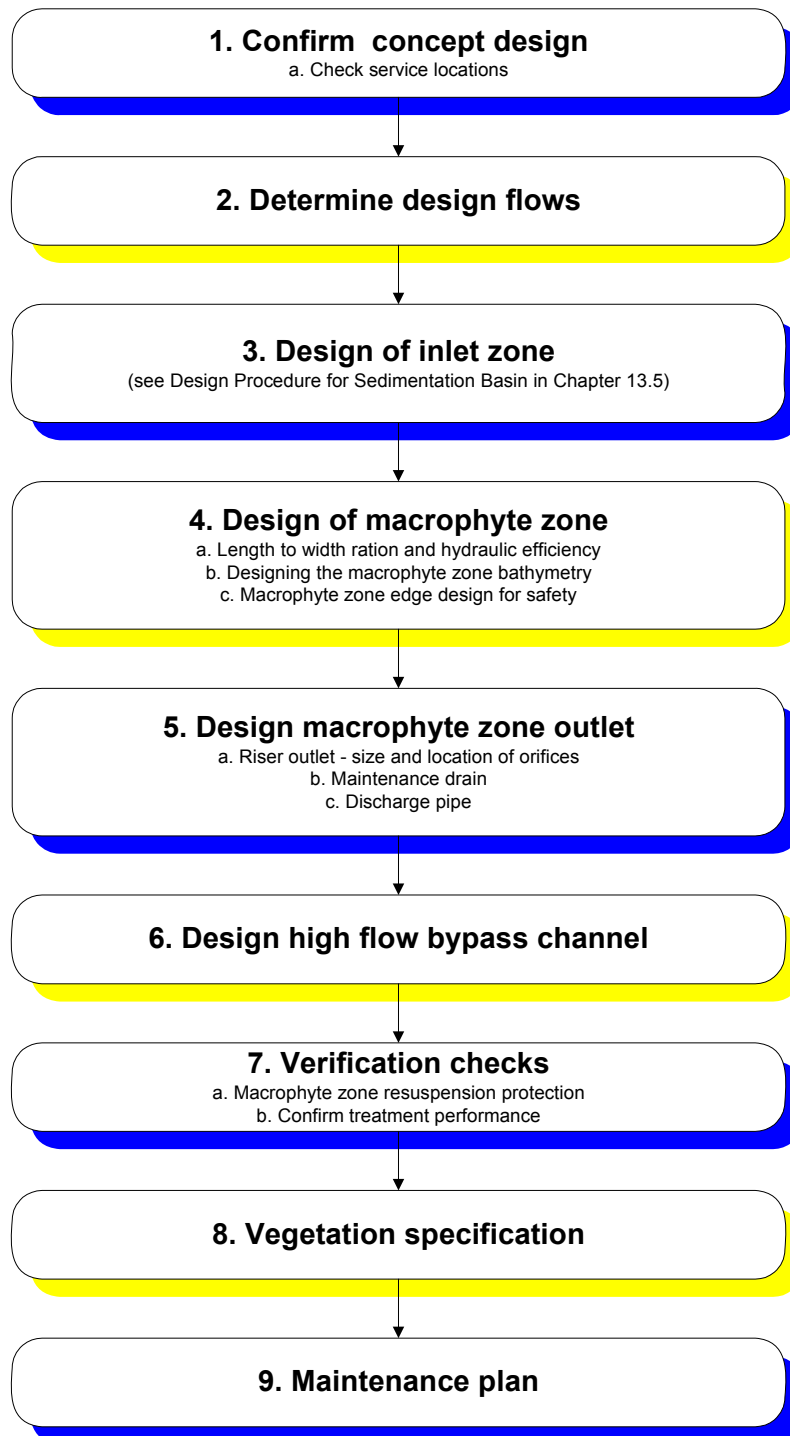 1. Confirm concept design
a. Check service locations
2. Determine design flows
3. Design of inlet zone
(see Design Procedure for Sedimentation Basin in Chapter 13.5)
4. Design of macrophyte zone
a. Length to width ration and hydraulic efficiency
b. Designing the macrophyte zone bathymetry
c. Macrophyte zone edge design for safety
5. Design macrophyte zone outlet
a. Riser outlet - size and location of orifices
b. Maintenance drain
c. Discharge pipe
6. Design high flow bypass channel
7. Verification checks
a. Macrophyte zone resuspension protection
b. Confirm treatment performance
8. Vegetation specification
9. Maintenance plan